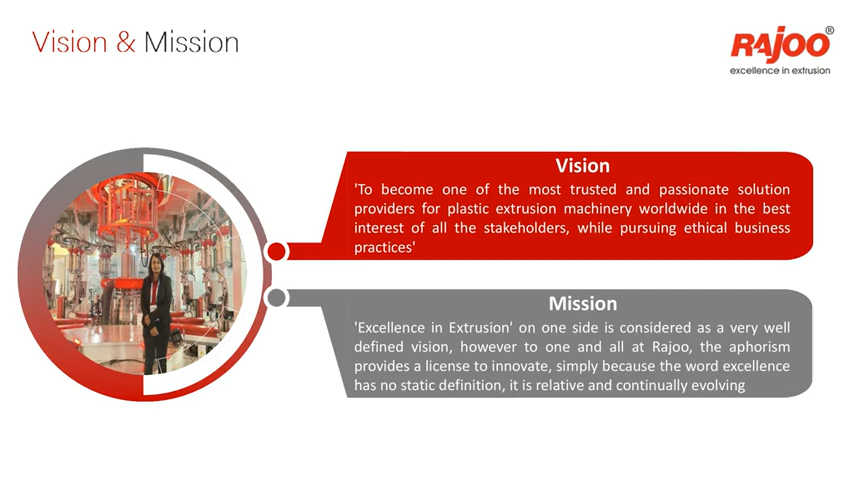 Vision & Mission
RAJOO®
excellence in extrusion
Vision
'To become one of the most trusted and passionate solution
providers for plastic extrusion machinery worldwide in the best
interest of all the stakeholders, while pursuing ethical business
practices'
Mission
'Excellence in Extrusion' on one side is considered as a very well
defined vision, however to one and all at Rajoo, the aphorism
provides a license to innovate, simply because the word excellence
has no static definition, it is relative and continually evolving